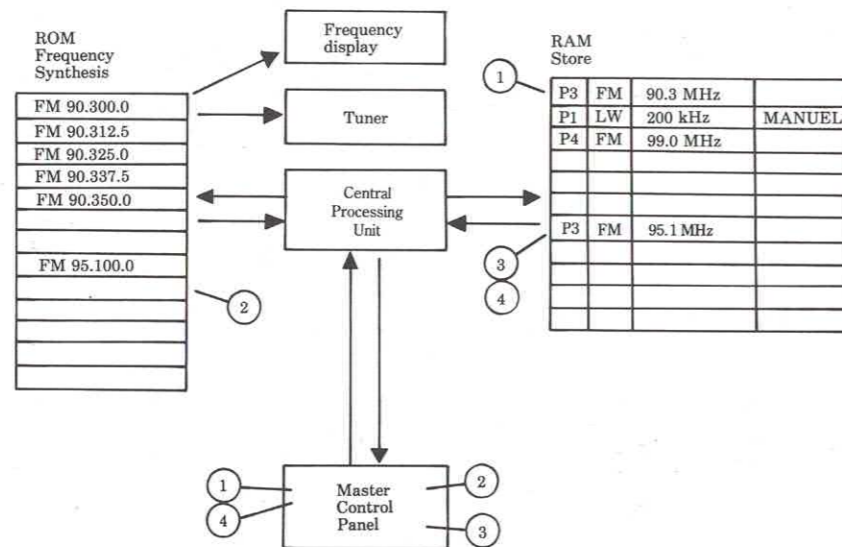 ROM
Frequency
Synthesis
FM 90.300.0
FM 90.312.5
FM 90.325.0
FM 90.337.5
FM 90.350.0
FM 95.100.0
2
Frequency
display
Tuner
Central
Processing
Unit
RAM
Store
1
P3 FM 90.3 MHz
P1 LW 200 kHz MANUEL
P4 FM 99.0 MHz
P3 FM 95.1 MHz
3
4
1
4
Master
Control
Panel
2
3